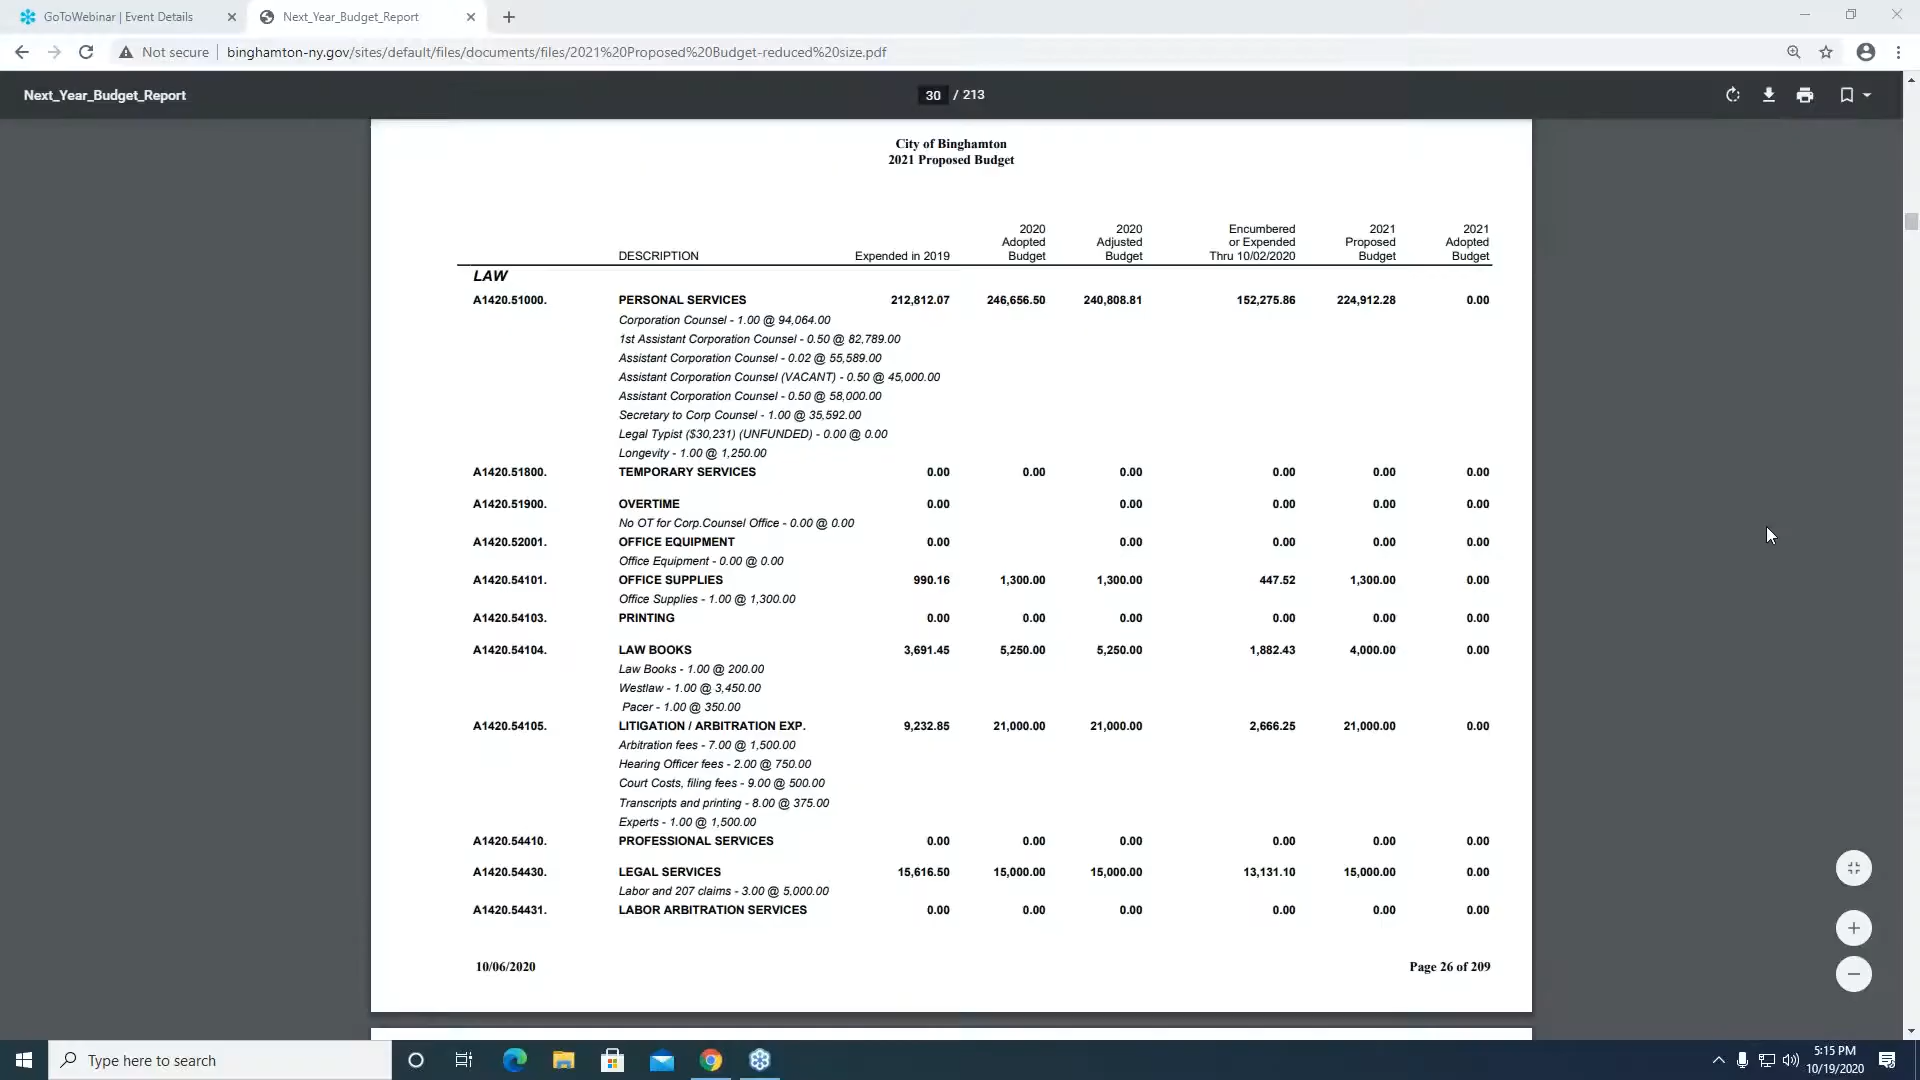 GoToWebinar | Event Details
Next_Year_Budget_Report
Not secure
binghamton-ny.gov/sites/default/files/documents/files/2021%20Proposed%20Budget-reduced%20size.pdf
Next_Year_Budget_Report
30 / 213
City of Binghamton
2021 Proposed Budget
2020 2020 Encumbered 2021 2021
Adopted Adjusted or Expended Proposed Adopted
DESCRIPTION Expended in 2019 Budget Budget Thru 10/02/2020 Budget Budget
LAW
A1420.51000. PERSONAL SERVICES 212,812.07 246,656.50 240,808.81 152,275.86 224,912.28 0.00
Corporation Counsel - 1.00 @ 94,064.00
1st Assistant Corporation Counsel - 0.50 @ 82,789.00
Assistant Corporation Counsel - 0.02 @ 55,589.00
Assistant Corporation Counsel (VACANT) - 0.50 @ 45,000.00
Assistant Corporation Counsel - 0.50 @ 58,000.00
Secretary to Corp Counsel - 1.00 @ 35,592.00
Legal Typist ($30,231) (UNFUNDED) - 0.00 @ 0.00
Longevity - 1.00 @ 1,250.00
A1420.51800. TEMPORARY SERVICES 0.00 0.00 0.00 0.00 0.00 0.00
A1420.51900. OVERTIME 0.00 0.00 0.00 0.00 0.00
No OT for Corp.Counsel Office - 0.00 @ 0.00
A1420.52001. OFFICE EQUIPMENT 0.00 0.00 0.00 0.00 0.00
Office Equipment - 0.00 @ 0.00
A1420.54101. OFFICE SUPPLIES 990.16 1,300.00 1,300.00 447.52 1,300.00 0.00
Office Supplies - 1.00 @ 1,300.00
A1420.54103. PRINTING 0.00 0.00 0.00 0.00 0.00 0.00
A1420.54104. LAW BOOKS 3,691.45 5,250.00 5,250.00 1,882.43 4,000.00 0.00
Law Books - 1.00 @ 200.00
Westlaw - 1.00 @ 3,450.00
Pacer - 1.00 @ 350.00
A1420.54105. LITIGATION / ARBITRATION EXP. 9,232.85 21,000.00 21,000.00 2,666.25 21,000.00 0.00
Arbitration fees - 7.00 @ 1,500.00
Hearing Officer fees - 2.00 @ 750.00
Court Costs, filing fees - 9.00 @ 500.00
Transcripts and printing - 8.00 @ 375.00
Experts - 1.00 @ 1,500.00
A1420.54410. PROFESSIONAL SERVICES 0.00 0.00 0.00 0.00 0.00 0.00
A1420.54430. LEGAL SERVICES 15,616.50 15,000.00 15,000.00 13,131.10 15,000.00 0.00
Labor and 207 claims - 3.00 @ 5,000.00
A1420.54431. LABOR ARBITRATION SERVICES 0.00 0.00 0.00 0.00 0.00 0.00
10/06/2020 Page 26 of 209
Type here to search
5:15 PM
10/19/2020